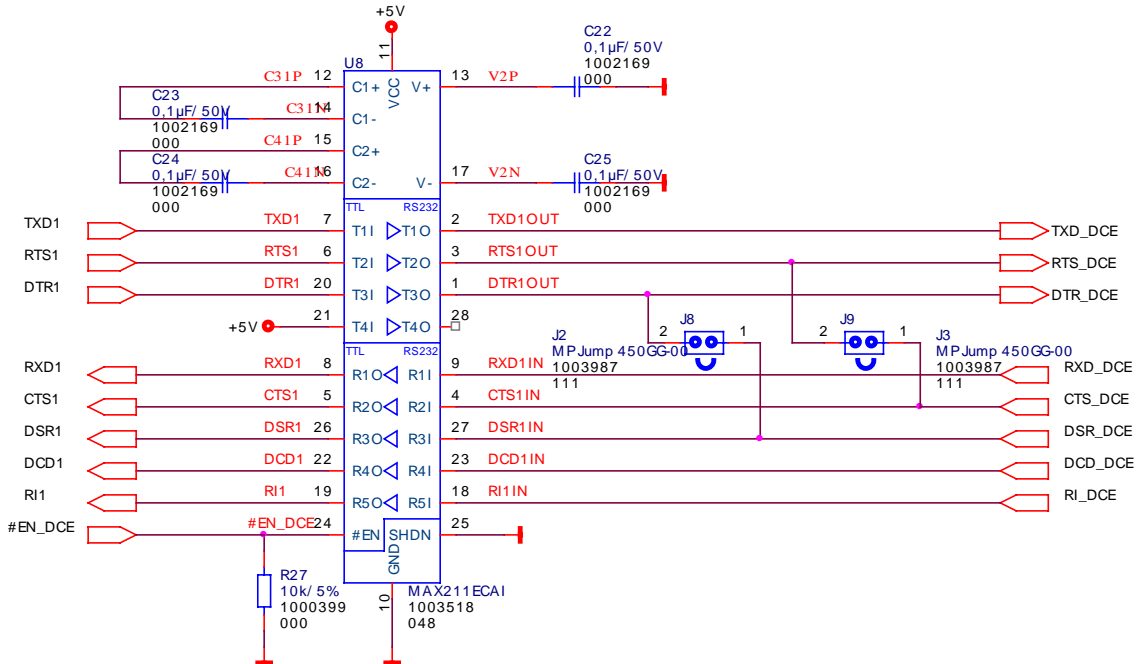 +5V
11
U8
VCC
C22
0,1µF/ 50V
1002169
000
C31P 12 C1+ V+ 13 V2P
C23
0,1µF/ 50V
1002169
000
C31N 14 C1-
C41P 15 C2+
C24
0,1µF/ 50V
1002169
000
C41N 16 C2- V- 17 V2N
C25
0,1µF/ 50V
1002169
000
TTL RS232
TXD1 TXD1 7 T1I T1O 2 TXD1OUT TXD_DCE
RTS1 RTS1 6 T2I T2O 3 RTS1OUT RTS_DCE
DTR1 DTR1 20 T3I T3O 1 DTR1OUT DTR_DCE
+5V 21 T4I T4O 28
J2
MPJump 450GG-00
1003987
111
2 J8 1
2 J9 1
J3
MPJump 450GG-00
1003987
111
TTL RS232
RXD1 RXD1 8 R1O R1I 9 RXD1IN RXD_DCE
CTS1 CTS1 5 R2O R2I 4 CTS1IN CTS_DCE
DSR1 DSR1 26 R3O R3I 27 DSR1IN DSR_DCE
DCD1 DCD1 22 R4O R4I 23 DCD1IN DCD_DCE
RI1 RI1 19 R5O R5I 18 RI1IN RI_DCE
#EN_DCE #EN_DCE 24 #EN SHDN 25
GND
10
R27
10k/ 5%
1000399
000
MAX211ECAI
1003518
048